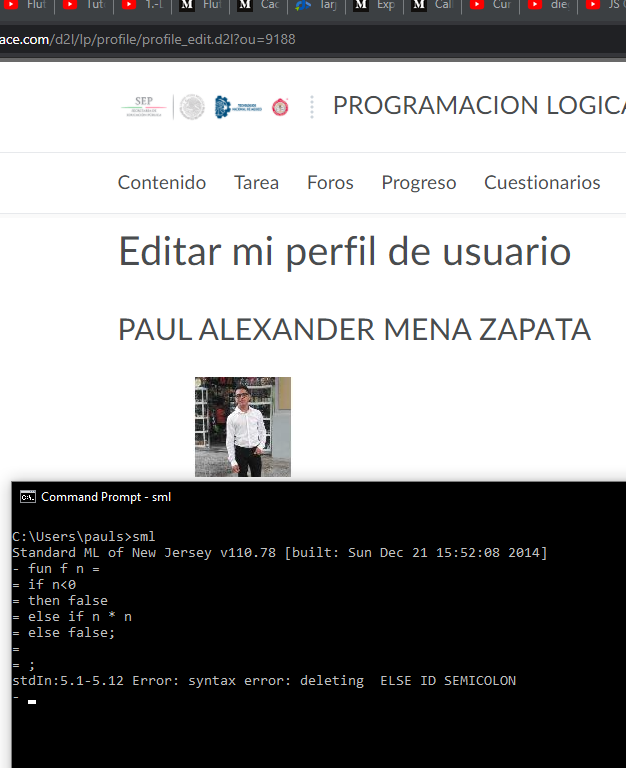 Flut
Tut
1.-L
M Flut
M Cac
Tarj
M Exp
M Call
Cur
die
JS (
ace.com/d2l/lp/profile/profile_edit.d2l?ou=9188
SEP
PROGRAMACION LOGICA
Contenido Tarea Foros Progreso Cuestionarios
Editar mi perfil de usuario
PAUL ALEXANDER MENA ZAPATA
Command Prompt - sml
C:\Users\pauls>sml
Standard ML of New Jersey v110.78 [built: Sun Dec 21 15:52:08 2014]
- fun f n =
= if n<0
= then false
= else if n * n
= else false;
=
= ;
stdIn:5.1-5.12 Error: syntax error: deleting  ELSE ID SEMICOLON
-